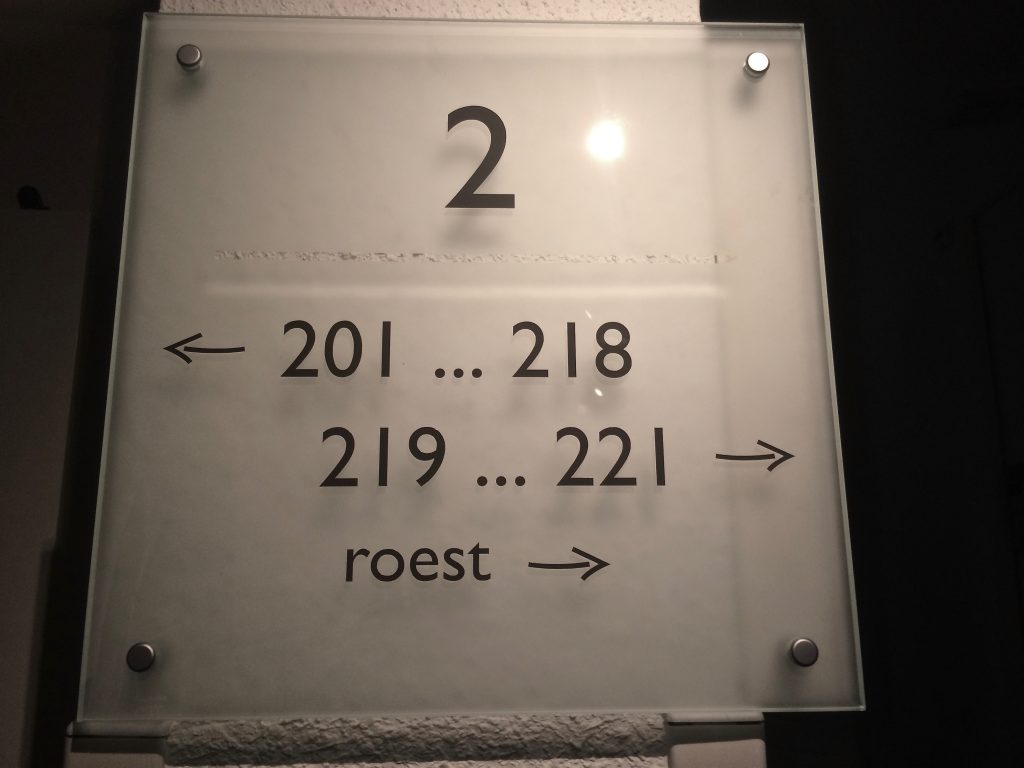 2
← 201 ... 218
219 ... 221 →
roest →